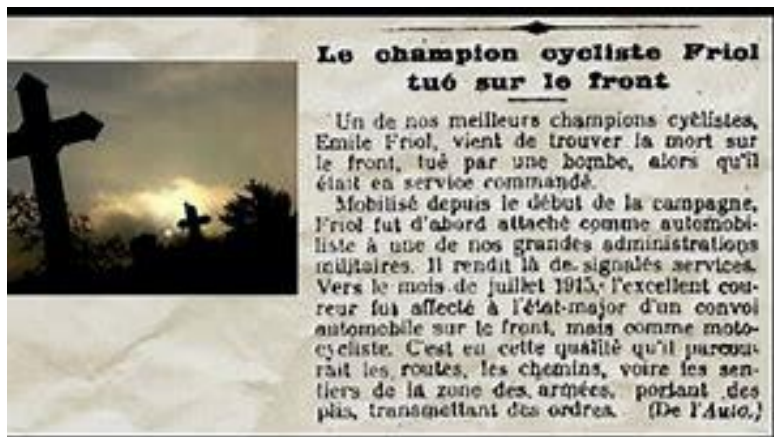 Le champion cycliste Friol
tué sur le front
Un de nos meilleurs champions cyclistes,
Emile Friol, vient de trouver la mort sur
le front, tué par une bombe, alors qu'il
était en service commandé.
Mobilisé depuis le début de la campagne,
Friol fut d'abord attaché comme automobi-
liste à une de nos grandes administrations
militaires. Il rendit là de signalés services.
Vers le mois de juillet 1915, l'excellent cou-
reur fut affecté à l'état-major d'un convoi
automobile sur le front, mais comme moto-
cycliste. C'est en cette qualité qu'il parcou-
rait les routes, les chemins, voire les sen-
tiers de la zone des armées, portant des
plis, transmettant des ordres. (De l'Auto.)